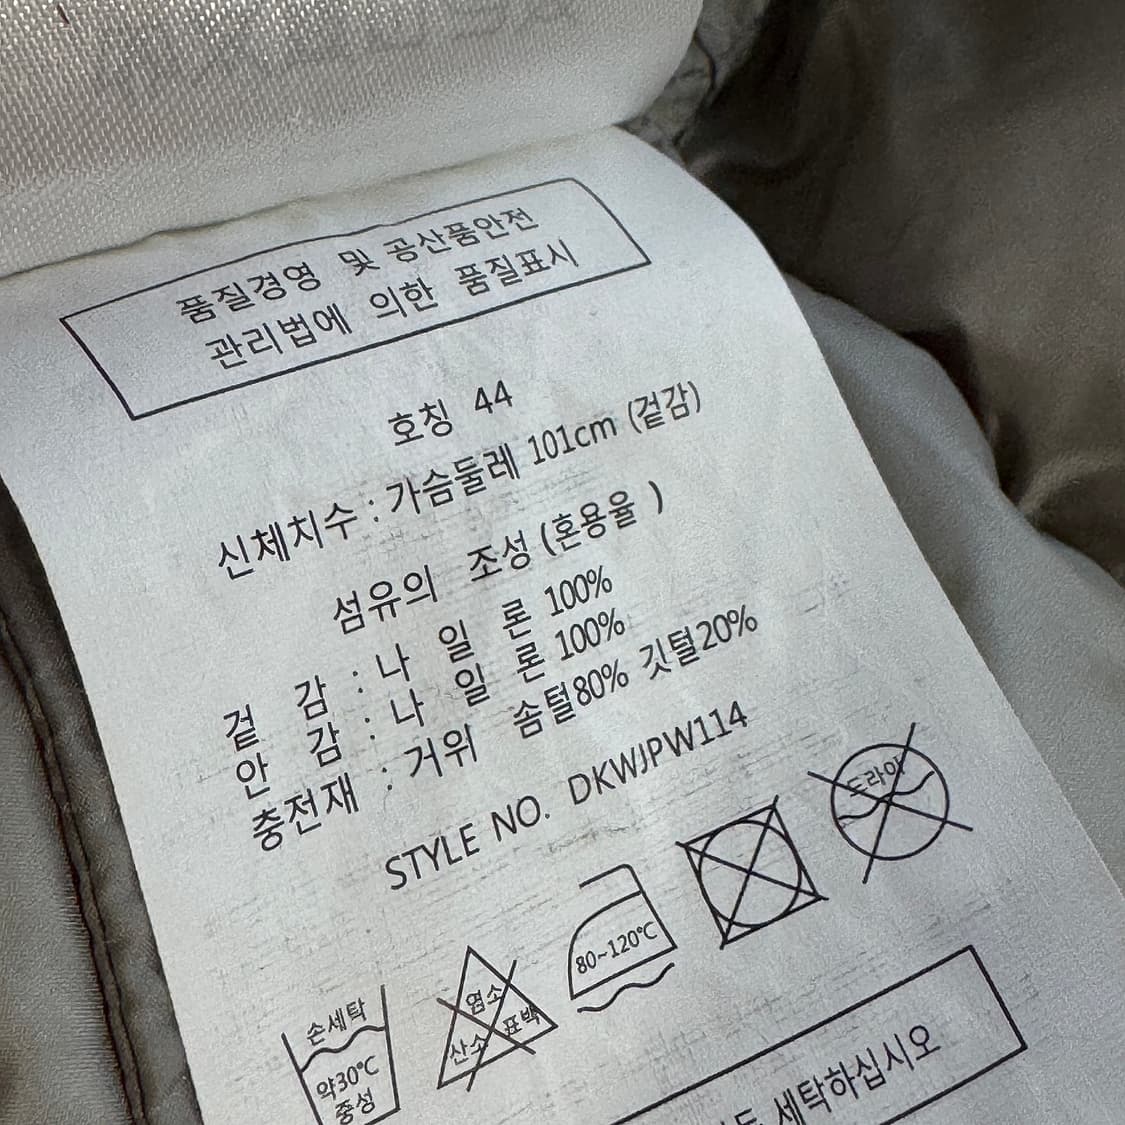 품질경영 및 공산품안전
관리법에 의한 품질표시
호칭 44
신체치수 : 가슴둘레 101cm (겉감)
섬유의 조성 (혼용율 )
겉 감 : 나 일 론 100%
안 감 : 나 일 론 100%
충전재 : 거위 솜털80% 깃털20%
STYLE NO. DKWJPW114
드라이
80~120℃
염소
산소 표백
손세탁
약30℃
중성
세탁하십시오